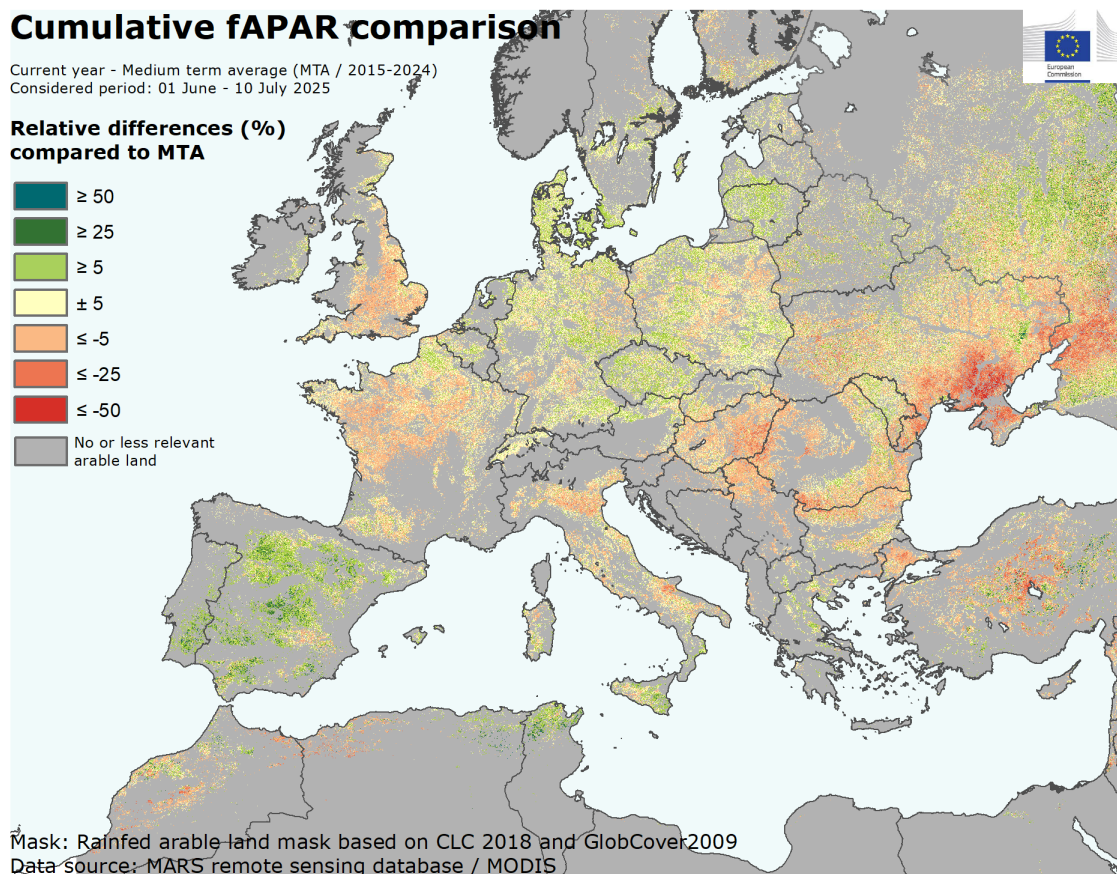 Cumulative fAPAR comparison
Current year - Medium term average (MTA / 2015-2024)
Considered period: 01 June - 10 July 2025
Relative differences (%)
compared to MTA
≥ 50
≥ 25
≥ 5
± 5
≤ -5
≤ -25
≤ -50
No or less relevant
arable land
European
Commission
Mask: Rainfed arable land mask based on CLC 2018 and GlobCover2009
Data source: MARS remote sensing database / MODIS